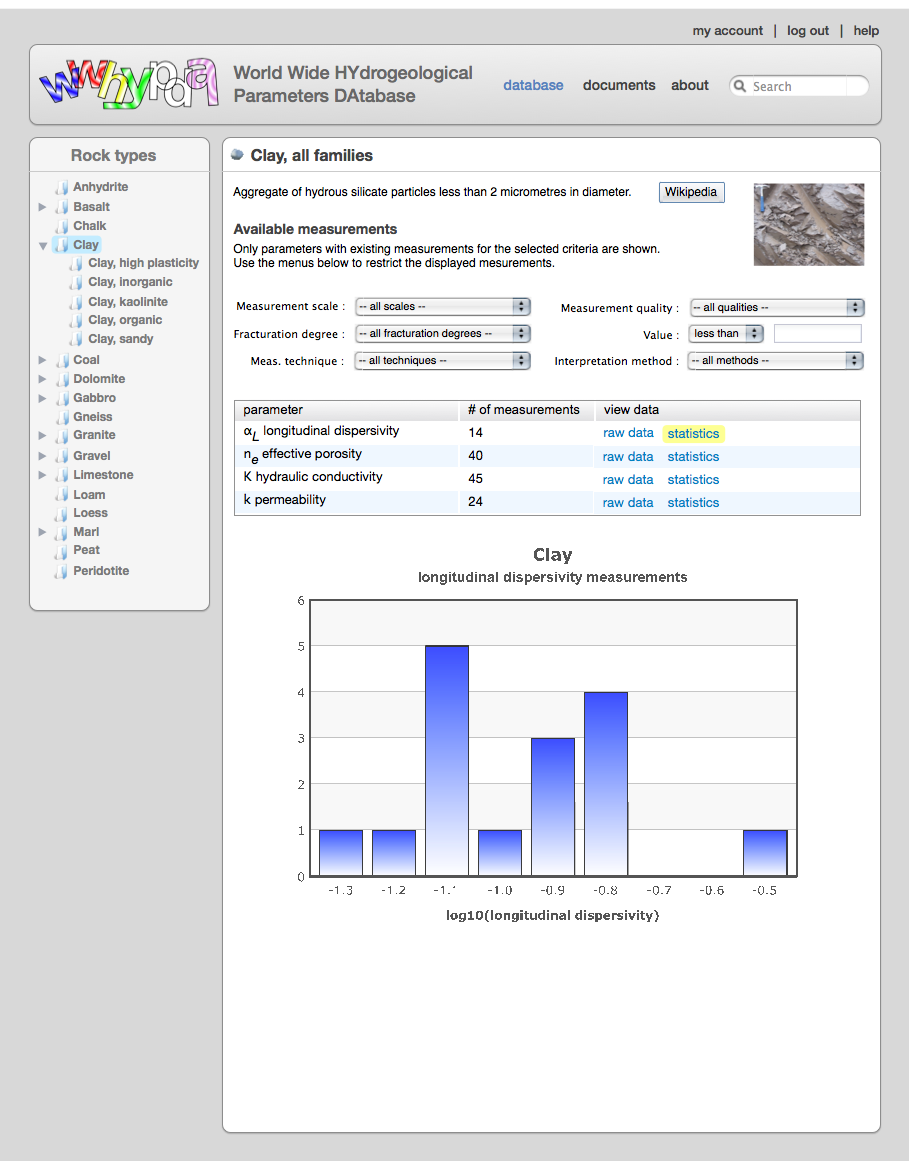 my account | log out | help
wwhypda
World Wide HYdrogeological
Parameters DAtabase
database documents about Search
Rock types
Anhydrite
Basalt
Chalk
Clay
Clay, high plasticity
Clay, inorganic
Clay, kaolinite
Clay, organic
Clay, sandy
Coal
Dolomite
Gabbro
Gneiss
Granite
Gravel
Limestone
Loam
Loess
Marl
Peat
Peridotite
Clay, all families
Aggregate of hydrous silicate particles less than 2 micrometres in diameter. Wikipedia
Available measurements
Only parameters with existing measurements for the selected criteria are shown.
Use the menus below to restrict the displayed mesurements.
Measurement scale : -- all scales -- Measurement quality : -- all qualities --
Fracturation degree : -- all fracturation degrees -- Value : less than
Meas. technique : -- all techniques -- Interpretation method : -- all methods --
parameter # of measurements view data
αL longitudinal dispersivity 14 raw data statistics
ne effective porosity 40 raw data statistics
K hydraulic conductivity 45 raw data statistics
k permeability 24 raw data statistics
Clay
longitudinal dispersivity measurements
6
5
4
3
2
1
0
-1.3 -1.2 -1.1 -1.0 -0.9 -0.8 -0.7 -0.6 -0.5
log10(longitudinal dispersivity)